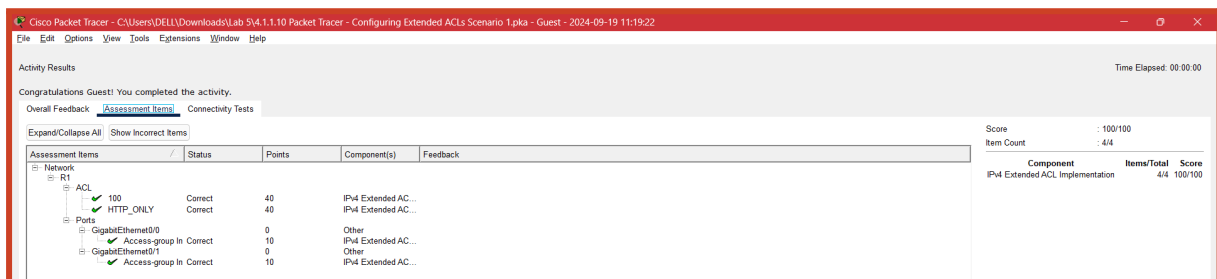 Cisco Packet Tracer - C:\Users\DELL\Downloads\Lab 5\4.1.1.10 Packet Tracer - Configuring Extended ACLs Scenario 1.pka - Guest - 2024-09-19 11:19:22
File Edit Options View Tools Extensions Window Help
Activity Results Time Elapsed: 00:00:00
Congratulations Guest! You completed the activity.
Overall Feedback Assessment Items Connectivity Tests
Expand/Collapse All Show Incorrect Items
Score : 100/100
Item Count : 4/4
Assessment Items Status Points Component(s) Feedback
Component Items/Total Score
IPv4 Extended ACL Implementation 4/4 100/100
Network
R1
ACL
100 Correct 40 IPv4 Extended AC...
HTTP_ONLY Correct 40 IPv4 Extended AC...
Ports
GigabitEthernet0/0 0 Other
Access-group In Correct 10 IPv4 Extended AC...
GigabitEthernet0/1 0 Other
Access-group In Correct 10 IPv4 Extended AC...